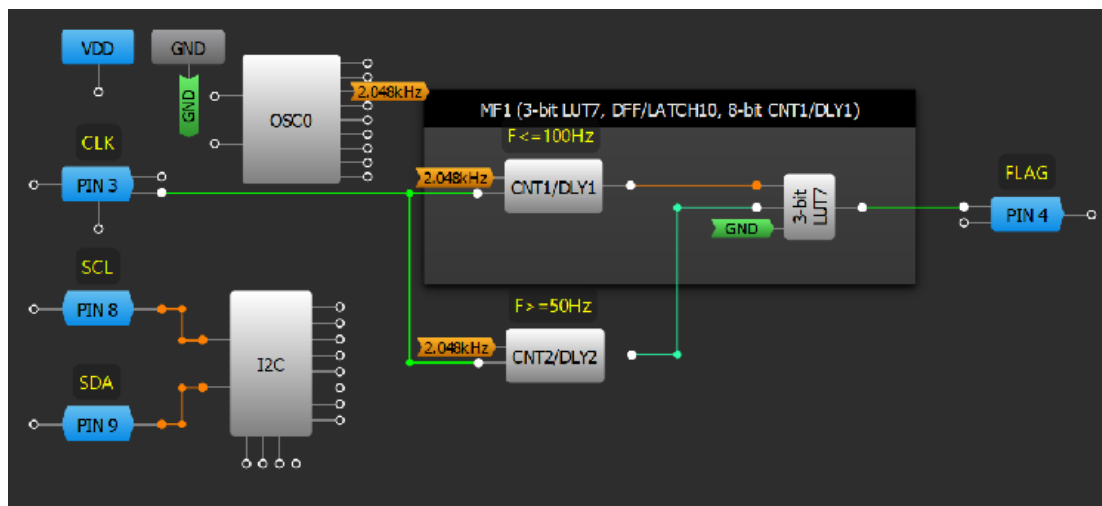 VDD
GND
GND
OSC0
2.048kHz
MF1 (3-bit LUT7, DFF/LATCH10, 8-bit CNT1/DLY1)
F<=100Hz
CLK
PIN 3
2.048kHz
CNT1/DLY1
3-bit
LUT7
GND
FLAG
PIN 4
SCL
PIN 8
I2C
SDA
PIN 9
F>=50Hz
2.048kHz
CNT2/DLY2